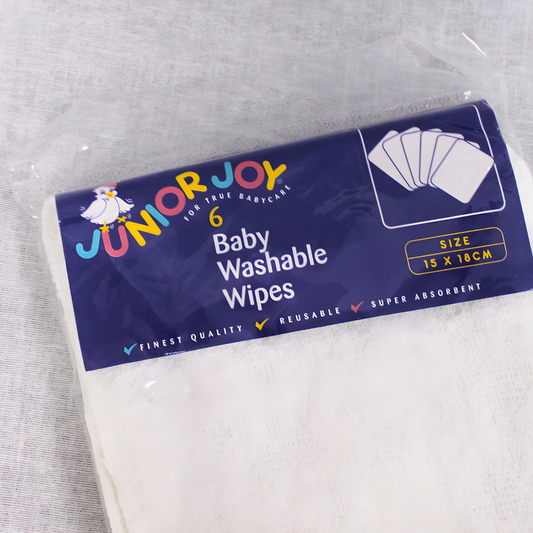 JUNIOR JOY
FOR TRUE BABYCARE
6
Baby
Washable
Wipes
SIZE
15 X 18CM
FINEST QUALITY REUSABLE SUPER ABSORBENT